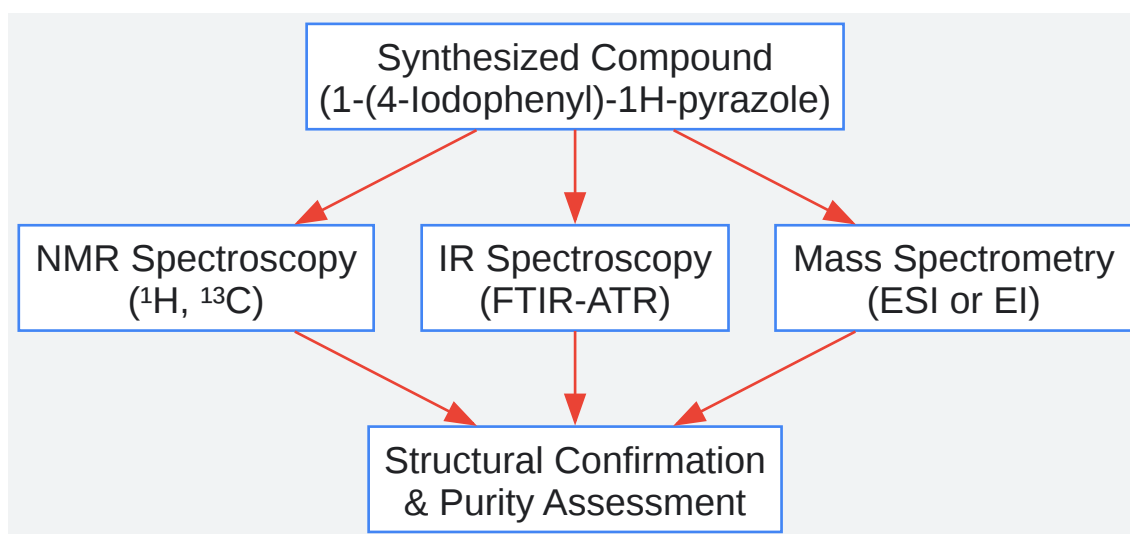 Synthesized Compound
(1-(4-Iodophenyl)-1H-pyrazole)
NMR Spectroscopy
(¹H, ¹³C)
IR Spectroscopy
(FTIR-ATR)
Mass Spectrometry
(ESI or EI)
Structural Confirmation
& Purity Assessment